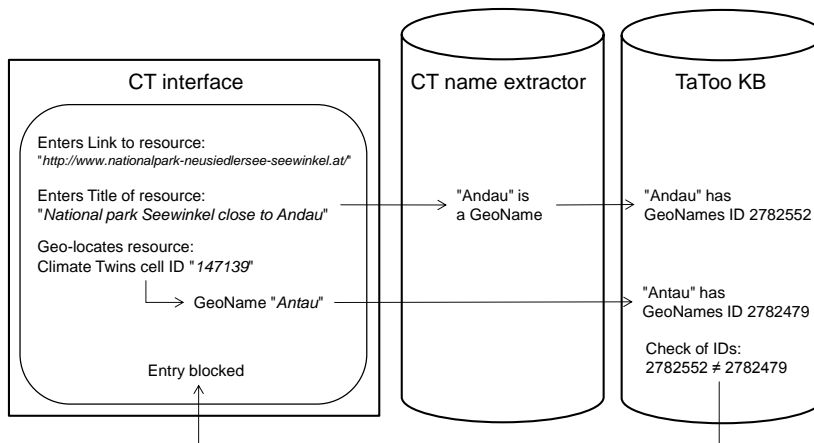 CT interface
CT name extractor
TaToo KB
Enters Link to resource:
"http://www.nationalpark-neusiedlersee-seewinkel.at/"
Enters Title of resource:
"National park Seewinkel close to Andau"
"Andau" is
a GeoName
"Andau" has
GeoNames ID 2782552
Geo-locates resource:
Climate Twins cell ID "147139"
GeoName "Antau"
"Antau" has
GeoNames ID 2782479
Check of IDs:
2782552 ≠ 2782479
Entry blocked